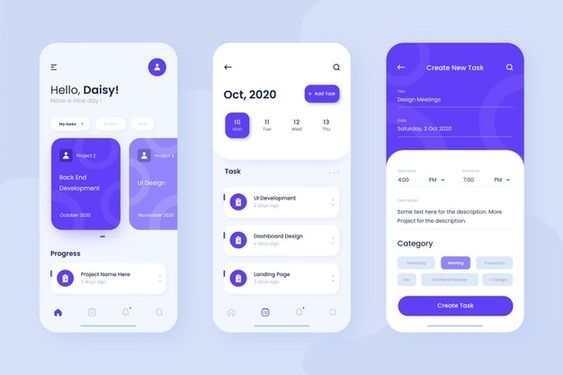 Hello, Daisy!
Have a nice day !
My tasks
Project 2
Back End
Development
October 2020
Project
UI Design
November 2020
Progress
Project Name Here
2 days ago
Oct, 2020
+ Add Task
10
Mon
11
Tue
12
Wed
13
Thu
Task
UI Development
2 days ago
Dashboard Design
4 days ago
Landing Page
6 days ago
Create New Task
Title
Design Meetings
Date
Saturday, 3 Oct 2020
Start time
End time
4:00
PM
7:00
PM
Description
Some text here for the description. More
Project for the description.
Category
Marketing
Meeting
Production
Dev
Dashboard Design
UI Design
Create Task